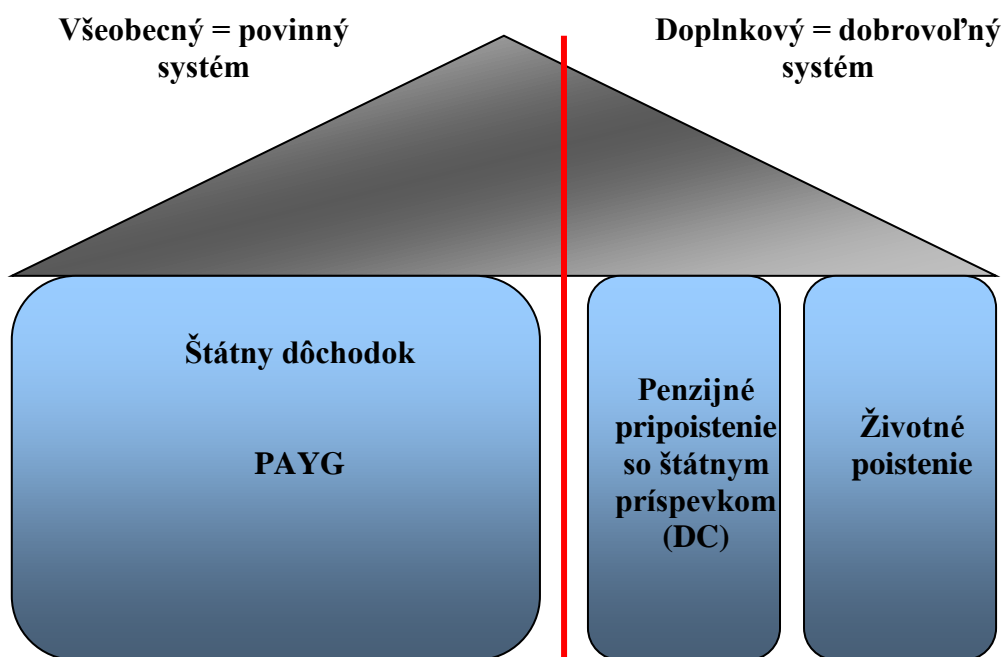 Všeobecný = povinný
systém
Doplnkový = dobrovoľný
systém
Štátny dôchodok
PAYG
Penzijné
pripoistenie
so štátnym
príspevkom
(DC)
Životné
poistenie